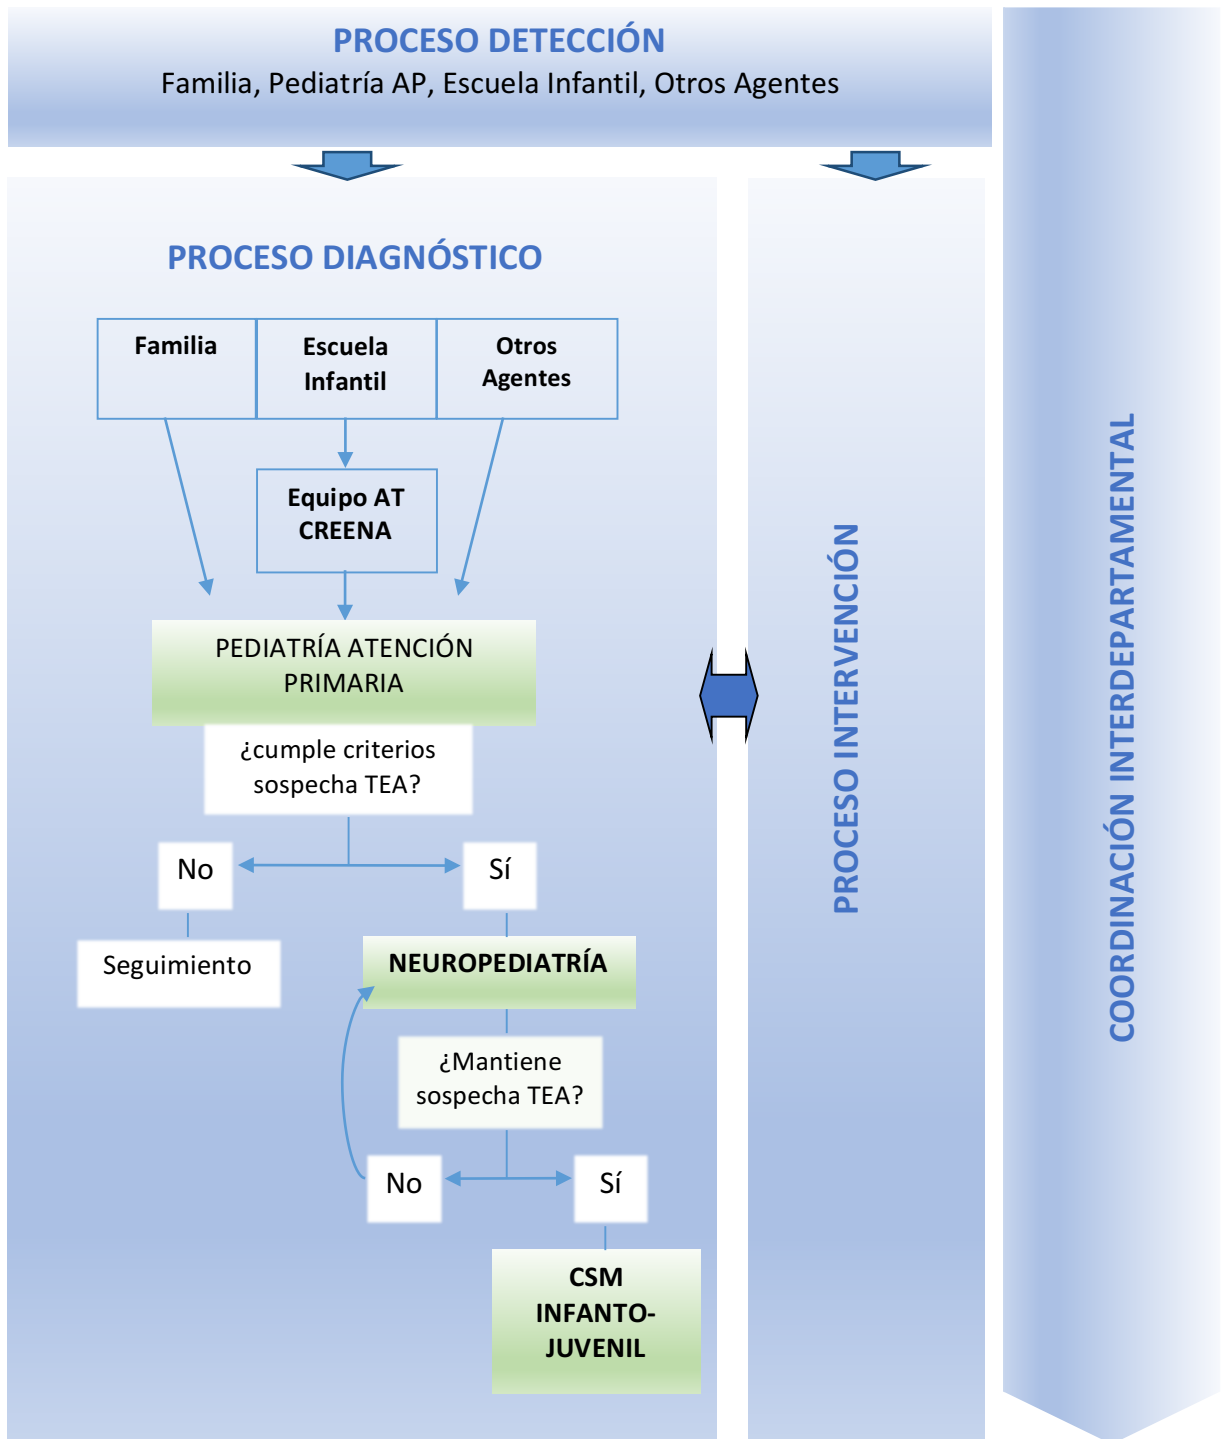 PROCESO DETECCIÓN
Familia, Pediatría AP, Escuela Infantil, Otros Agentes
PROCESO DIAGNÓSTICO
Familia
Escuela
Infantil
Otros
Agentes
Equipo AT
CREENA
PEDIATRÍA ATENCIÓN
PRIMARIA
¿cumple criterios
sospecha TEA?
No
Sí
Seguimiento
NEUROPEDIATRÍA
¿Mantiene
sospecha TEA?
No
Sí
CSM
INFANTO-
JUVENIL
PROCESO INTERVENCIÓN
COORDINACIÓN INTERDEPARTAMENTAL